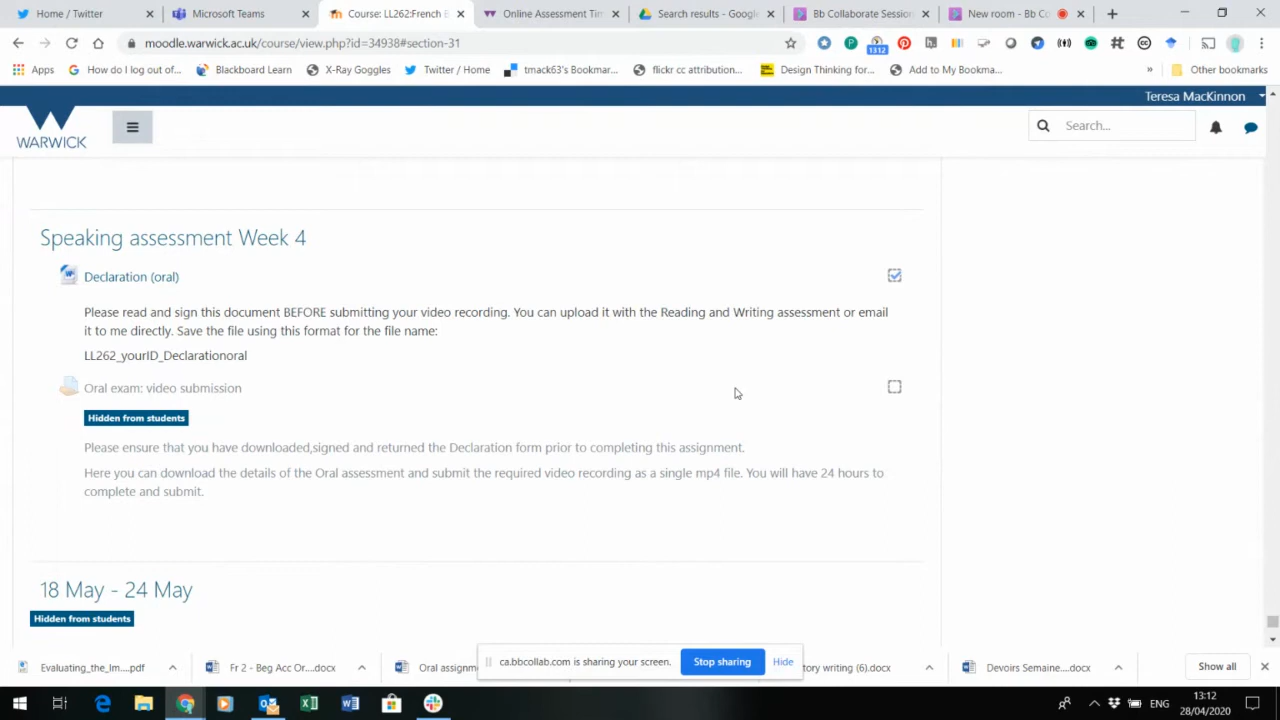 Home / Twitter
Microsoft Teams
Course: LL262:French B
Online Assessment Tim
Search results - Google
Bb Collaborate Session
New room - Bb Co
moodle.warwick.ac.uk/course/view.php?id=34938#section-31
1312
Apps
How do I log out of...
Blackboard Learn
X-Ray Goggles
Twitter / Home
tmack63's Bookmar...
flickr cc attribution...
Design Thinking for...
Add to My Bookma...
»
Other bookmarks
Teresa MacKinnon
WARWICK
Search...
Speaking assessment Week 4
Declaration (oral)
Please read and sign this document BEFORE submitting your video recording. You can upload it with the Reading and Writing assessment or email
it to me directly. Save the file using this format for the file name:
LL262_yourID_Declarationoral
Oral exam: video submission
Hidden from students
Please ensure that you have downloaded,signed and returned the Declaration form prior to completing this assignment.
Here you can download the details of the Oral assessment and submit the required video recording as a single mp4 file. You will have 24 hours to
complete and submit.
18 May - 24 May
Hidden from students
ca.bbcollab.com is sharing your screen.
Stop sharing
Hide
Evaluating_the_Im....pdf
Fr 2 - Beg Acc Or....docx
Oral assignm
tory writing (6).docx
Devoirs Semaine....docx
Show all
ENG
13:12
28/04/2020